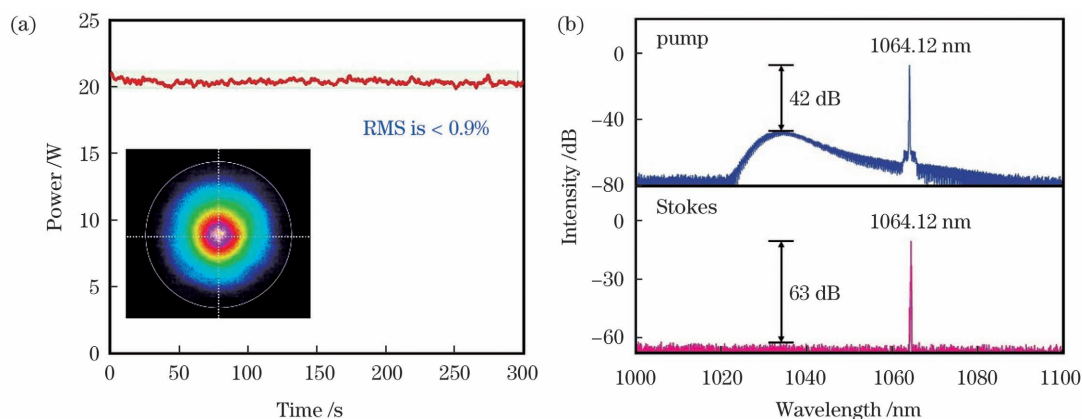 (a)
25
20
15
10
5
0
Power /W
RMS is < 0.9%
0 50 100 150 200 250 300
Time /s
(b)
pump
1064.12 nm
42 dB
0
−40
−80
Intensity /dB
Stokes
1064.12 nm
63 dB
0
−30
−60
1000 1020 1040 1060 1080 1100
Wavelength /nm